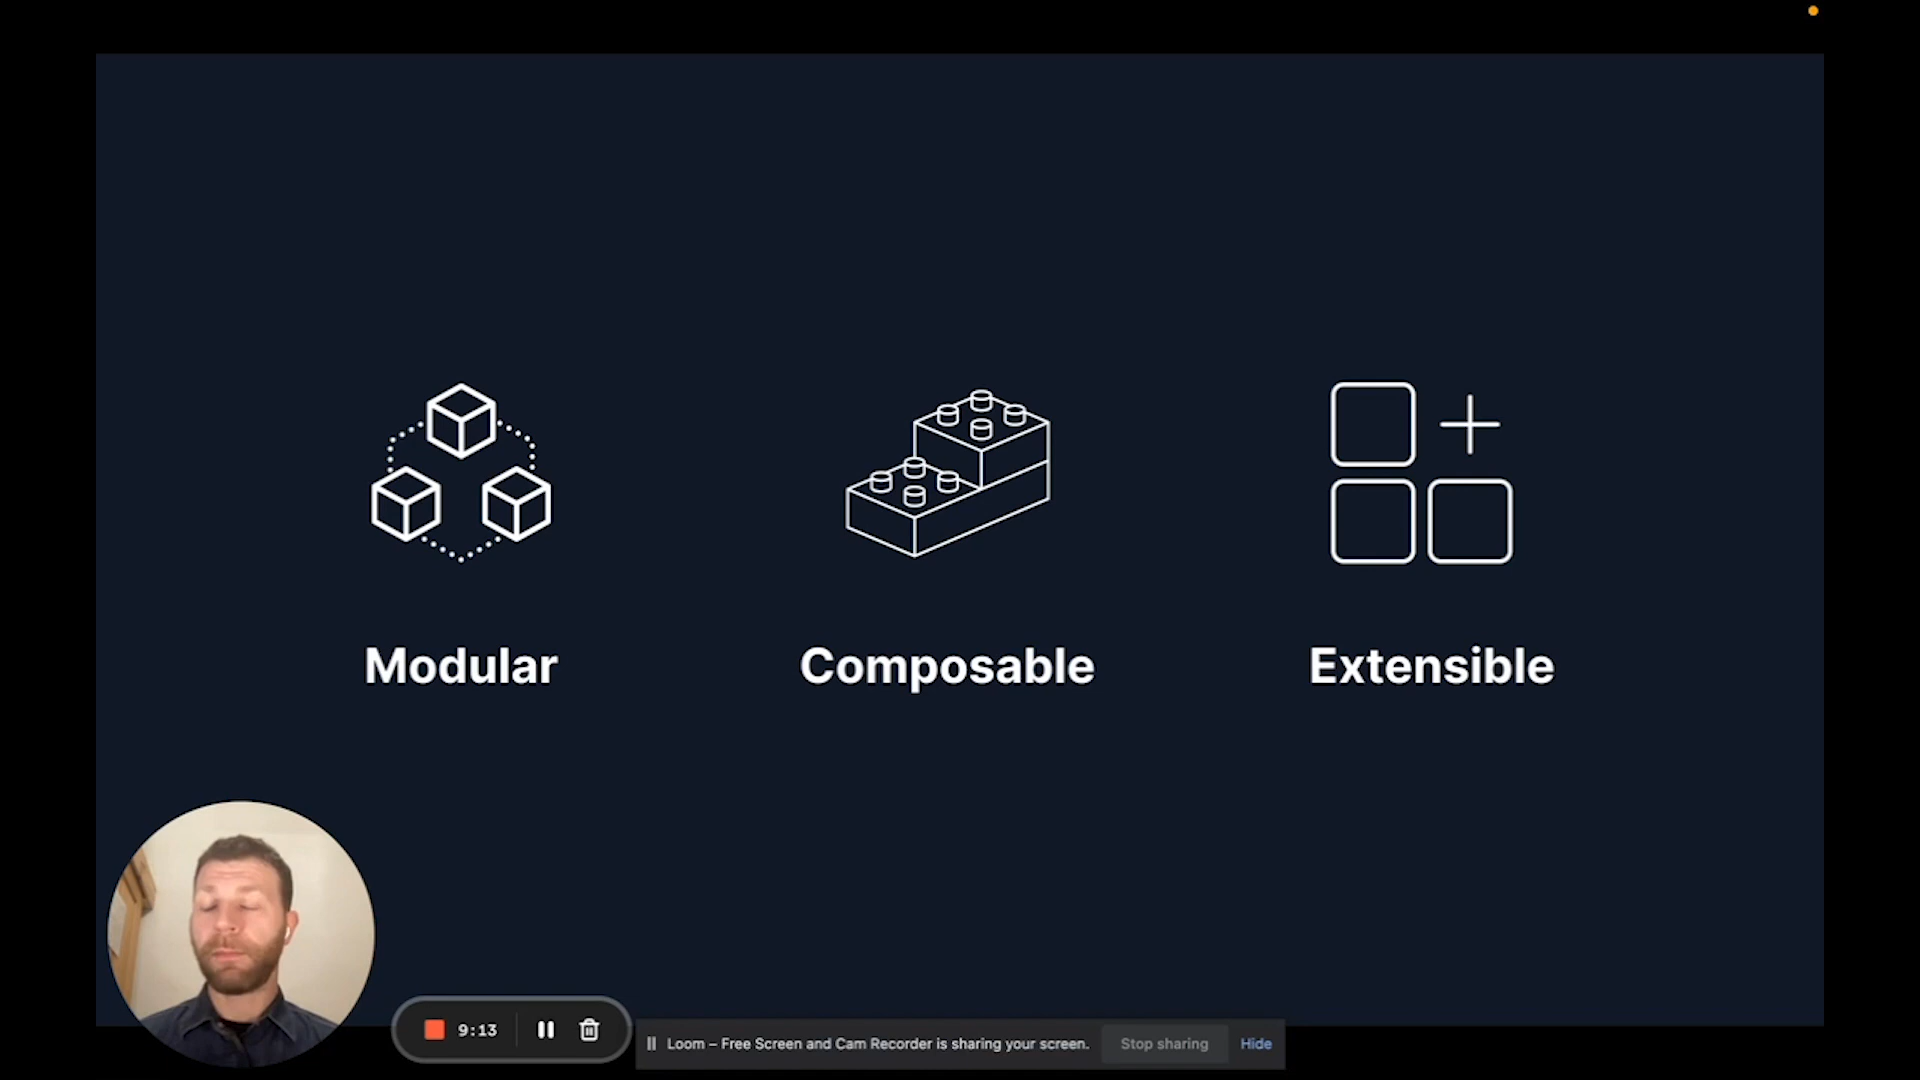 Modular
Composable
Extensible
9:13
Loom – Free Screen and Cam Recorder is sharing your screen.
Stop sharing
Hide